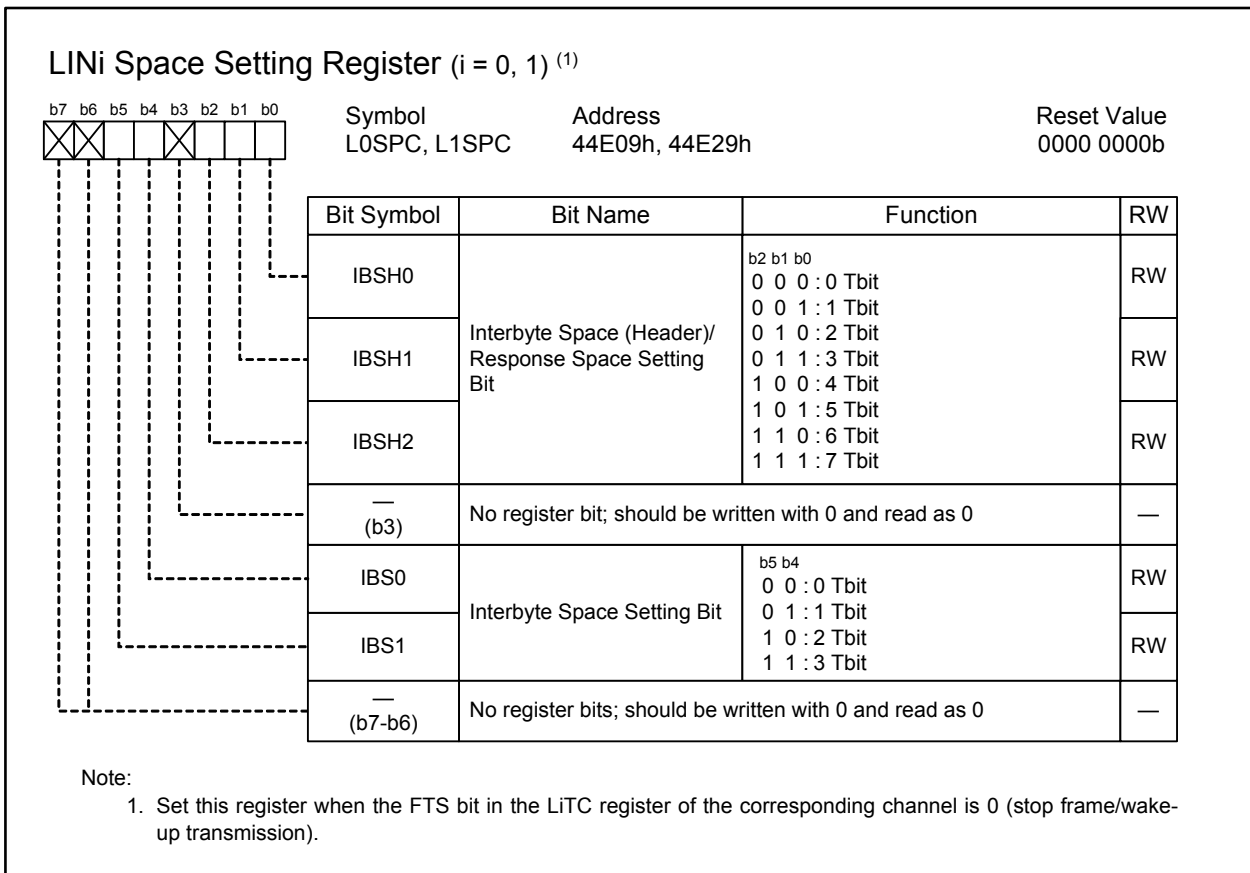 LINi Space Setting Register (i = 0, 1) (1)
b7 b6 b5 b4 b3 b2 b1 b0
Symbol Address Reset Value
L0SPC, L1SPC 44E09h, 44E29h 0000 0000b
Bit Symbol Bit Name Function RW
IBSH0
IBSH1
IBSH2
Interbyte Space (Header)/
Response Space Setting
Bit
b2 b1 b0
0 0 0 : 0 Tbit
0 0 1 : 1 Tbit
0 1 0 : 2 Tbit
0 1 1 : 3 Tbit
1 0 0 : 4 Tbit
1 0 1 : 5 Tbit
1 1 0 : 6 Tbit
1 1 1 : 7 Tbit
RW
RW
RW
—
(b3)
No register bit; should be written with 0 and read as 0
—
IBS0
IBS1
Interbyte Space Setting Bit
b5 b4
0 0 : 0 Tbit
0 1 : 1 Tbit
1 0 : 2 Tbit
1 1 : 3 Tbit
RW
RW
—
(b7-b6)
No register bits; should be written with 0 and read as 0
—
Note:
1. Set this register when the FTS bit in the LiTC register of the corresponding channel is 0 (stop frame/wake-
up transmission).